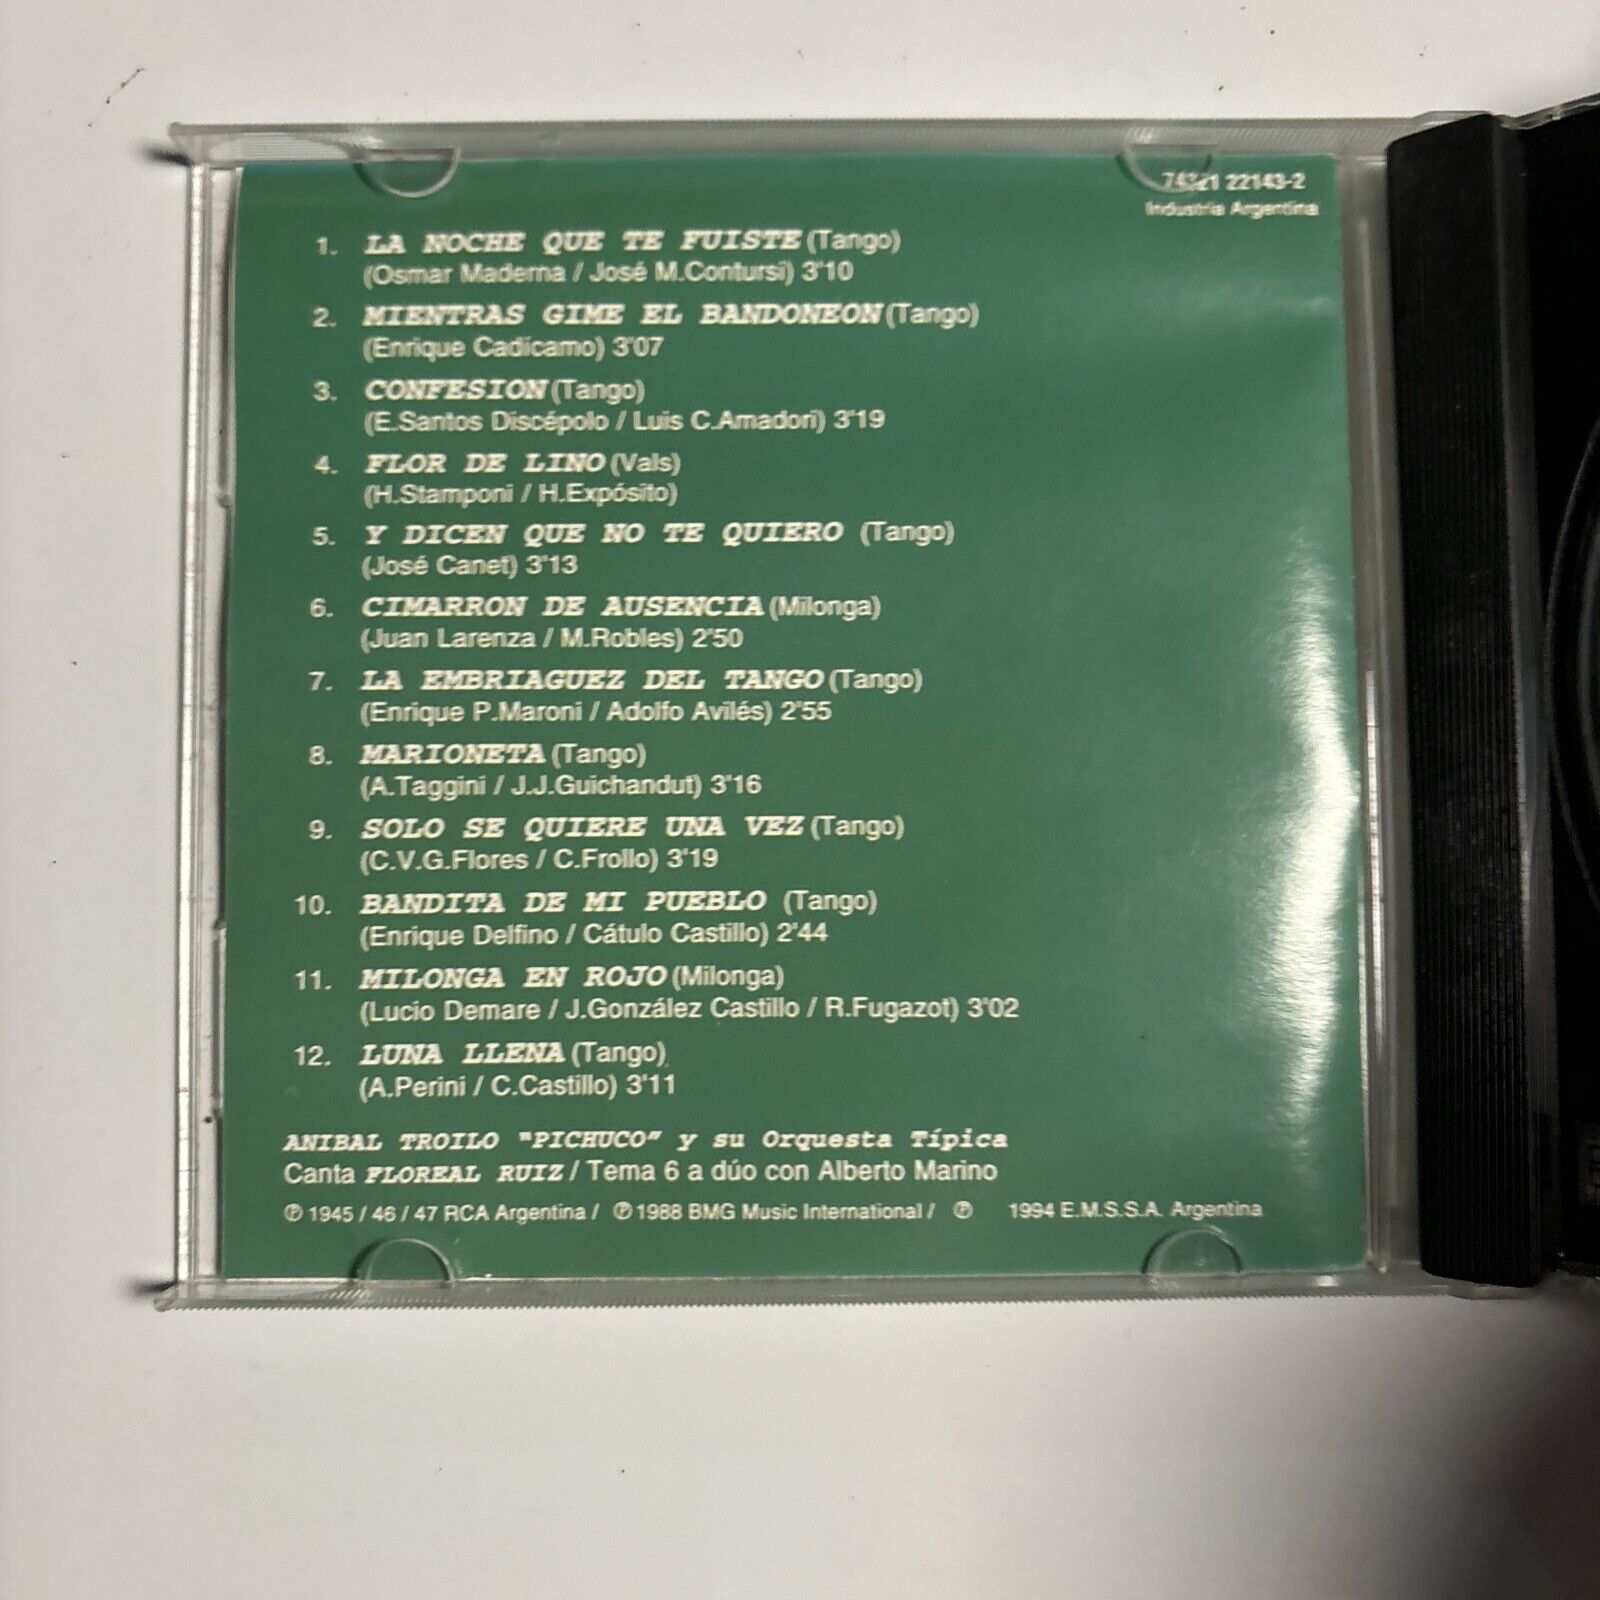 74321 22143-2
Industria Argentina
1. LA NOCHE QUE TE FUISTE (Tango)
(Osmar Maderna / José M.Contursi) 3'10
2. MIENTRAS GIME EL BANDONEON (Tango)
(Enrique Cadícamo) 3'07
3. CONFESION (Tango)
(E.Santos Discépolo / Luis C.Amadori) 3'19
4. FLOR DE LINO (Vals)
(H.Stamponi / H.Expósito)
5. Y DICEN QUE NO TE QUIERO (Tango)
(José Canet) 3'13
6. CIMARRON DE AUSENCIA (Milonga)
(Juan Larenza / M.Robles) 2'50
7. LA EMBRIAGUEZ DEL TANGO (Tango)
(Enrique P.Maroni / Adolfo Avilés) 2'55
8. MARIONETA (Tango)
(A.Taggini / J.J.Guichandut) 3'16
9. SOLO SE QUIERE UNA VEZ (Tango)
(C.V.G.Flores / C.Frollo) 3'19
10. BANDITA DE MI PUEBLO (Tango)
(Enrique Delfino / Cátulo Castillo) 2'44
11. MILONGA EN ROJO (Milonga)
(Lucio Demare / J.González Castillo / R.Fugazot) 3'02
12. LUNA LLENA (Tango)
(A.Perini / C.Castillo) 3'11
ANIBAL TROILO "PICHUCO" y su Orquesta Típica
Canta FLOREAL RUIZ / Tema 6 a dúo con Alberto Marino
℗ 1945 / 46 / 47 RCA Argentina / ℗ 1988 BMG Music International / ℗ 1994 E.M.S.S.A. Argentina